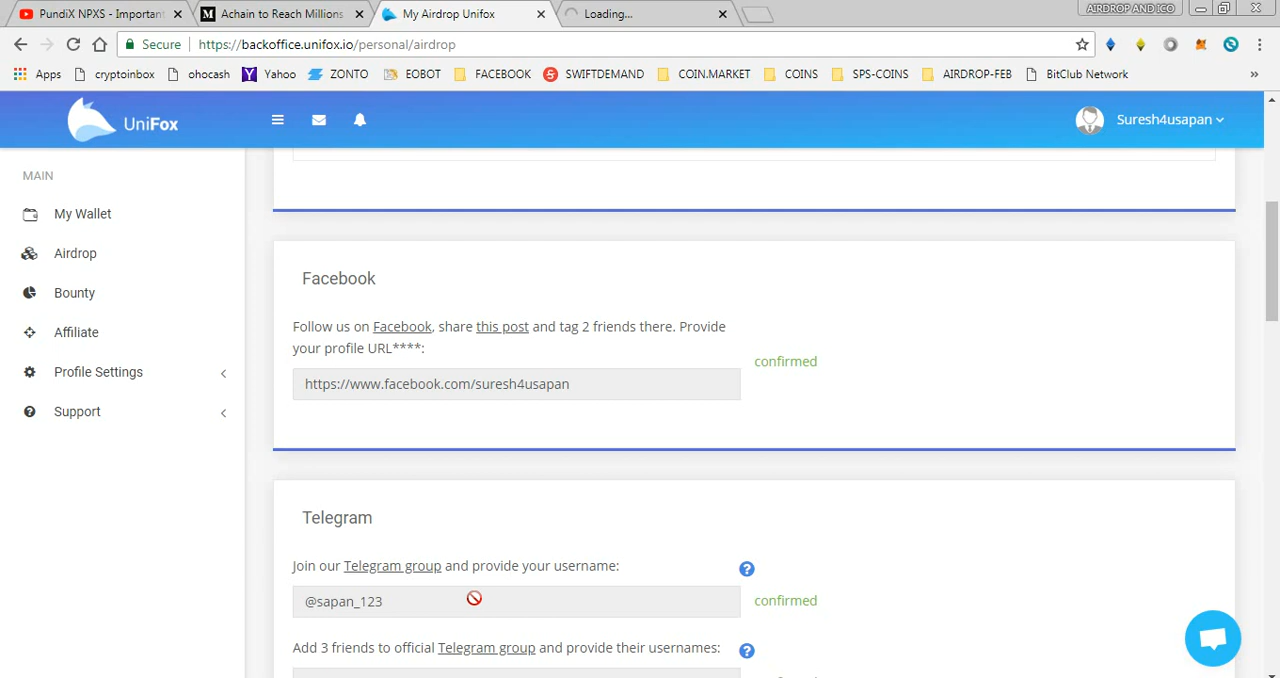 PundiX NPXS - Important
Achain to Reach Millions
My Airdrop Unifox
Loading...
AIRDROP AND ICO
Secure
https://backoffice.unifox.io/personal/airdrop
Apps
cryptoinbox
ohocash
Yahoo
ZONTO
EOBOT
FACEBOOK
SWIFTDEMAND
COIN.MARKET
COINS
SPS-COINS
AIRDROP-FEB
BitClub Network
»
UniFox
Suresh4usapan
MAIN
My Wallet
Airdrop
Bounty
Affiliate
Profile Settings
Support
Facebook
Follow us on Facebook, share this post and tag 2 friends there. Provide
your profile URL****:
confirmed
https://www.facebook.com/suresh4usapan
Telegram
Join our Telegram group and provide your username:
?
@sapan_123
confirmed
Add 3 friends to official Telegram group and provide their usernames:
?